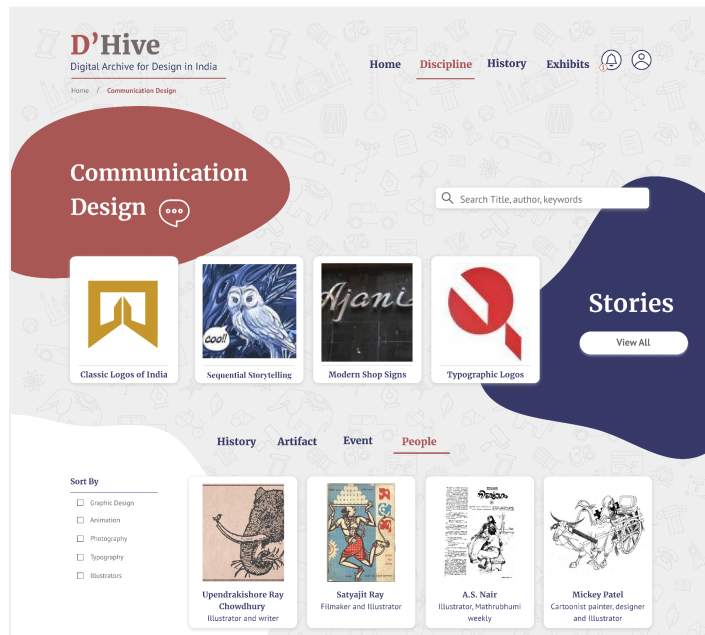 D’Hive
Digital Archive for Design in India
Home Discipline History Exhibits
Home / Communication Design
Communication
Design
Search Title, author, keywords
Stories
View All
COO!!
Ajani
Classic Logos of India
Sequential Storytelling
Modern Shop Signs
Typographic Logos
History Artifact Event People
Sort By
Graphic Design
Animation
Photography
Typography
Illustrators
Upendrakishore Ray
Chowdhury
Illustrator and writer
Satyajit Ray
Filmaker and Illustrator
A.S. Nair
Illustrator, Mathrubhumi
weekly
Mickey Patel
Cartoonist painter, designer
and Illustrator